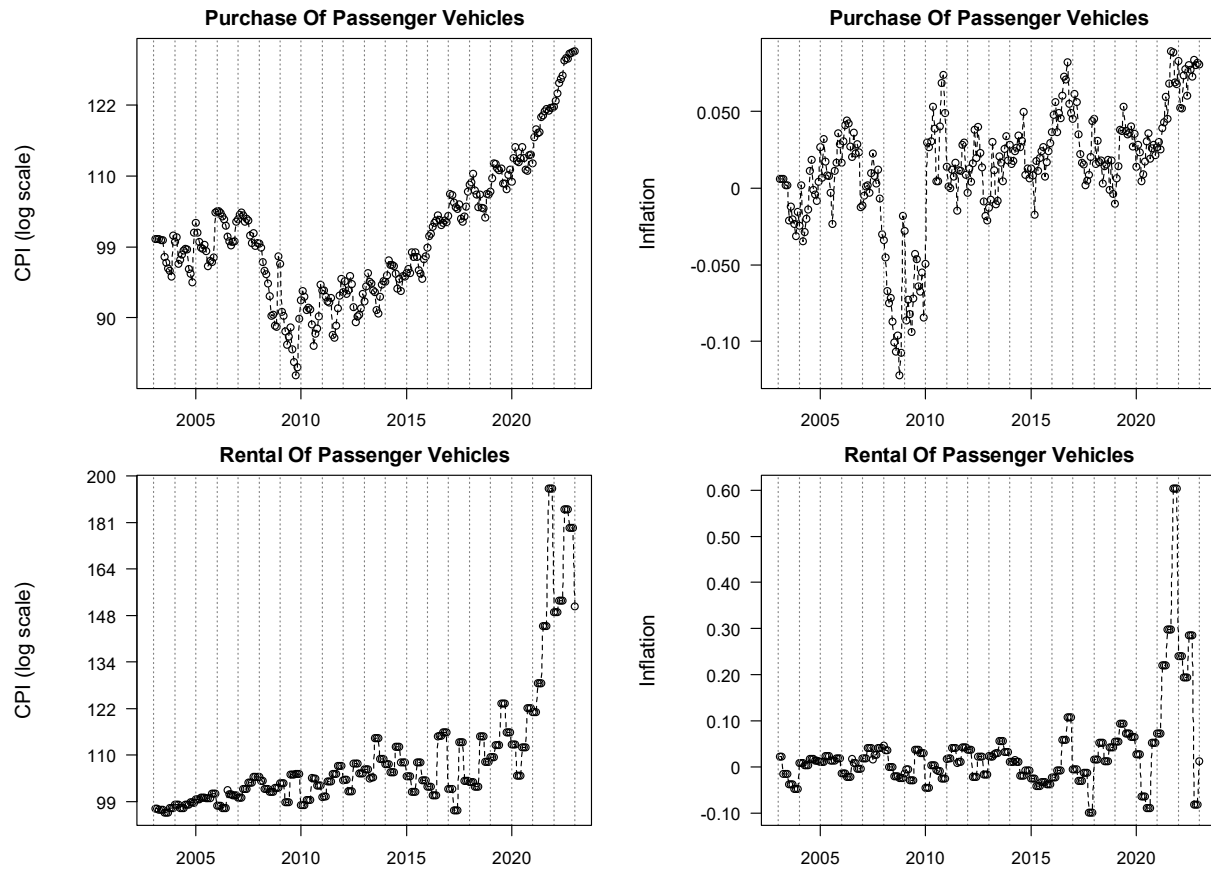 Purchase Of Passenger Vehicles
CPI (log scale)
122
110
99
90
2005 2010 2015 2020
Purchase Of Passenger Vehicles
Inflation
0.050
0
-0.050
-0.10
2005 2010 2015 2020
Rental Of Passenger Vehicles
CPI (log scale)
200
181
164
148
134
122
110
99
2005 2010 2015 2020
Rental Of Passenger Vehicles
Inflation
0.60
0.50
0.40
0.30
0.20
0.10
0
-0.10
2005 2010 2015 2020